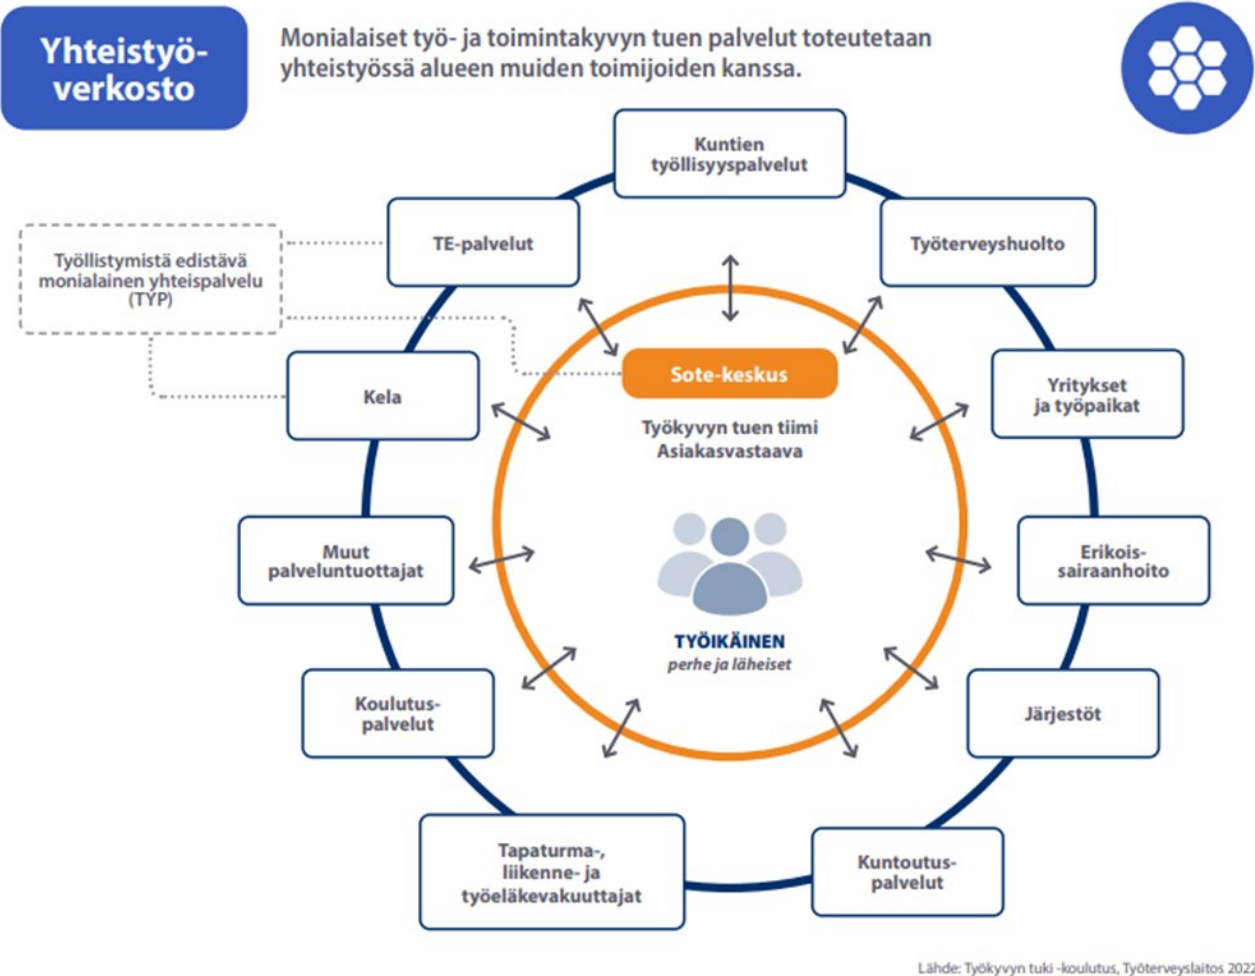 Yhteistyö-
verkosto
Monialaiset työ- ja toimintakyvyn tuen palvelut toteutetaan
yhteistyössä alueen muiden toimijoiden kanssa.
Kuntien
työllisyyspalvelut
TE-palvelut
Työterveyshuolto
Työllistymistä edistävä
monialainen yhteispalvelu
(TYP)
Sote-keskus
Kela
Yritykset
ja työpaikat
Työkyvyn tuen tiimi
Asiakasvastaava
Muut
palveluntuottajat
Erikois-
sairaanhoito
TYÖIKÄINEN
perhe ja läheiset
Koulutus-
palvelut
Järjestöt
Tapaturma-,
liikenne- ja
työeläkevakuuttajat
Kuntoutus-
palvelut
Lähde: Työkyvyn tuki -koulutus, Työterveyslaitos 2022